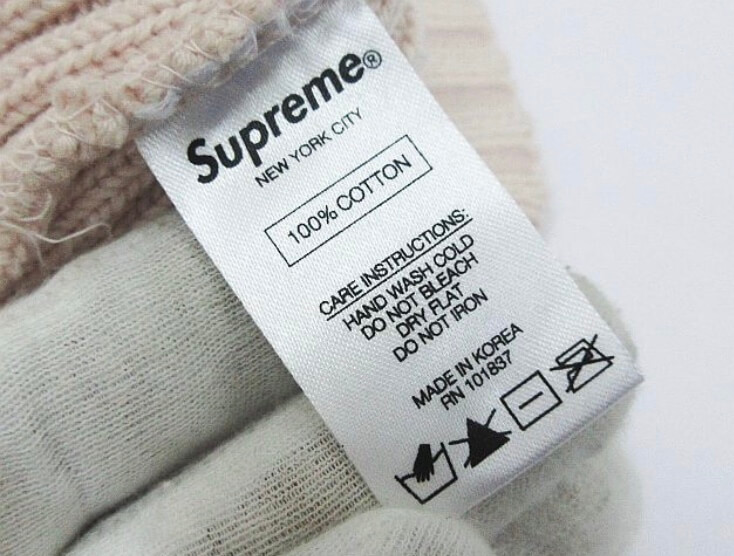 Supreme®
NEW YORK CITY
100% COTTON
CARE INSTRUCTIONS:
HAND WASH COLD
DO NOT BLEACH
DRY FLAT
DO NOT IRON
MADE IN KOREA
RN 101837